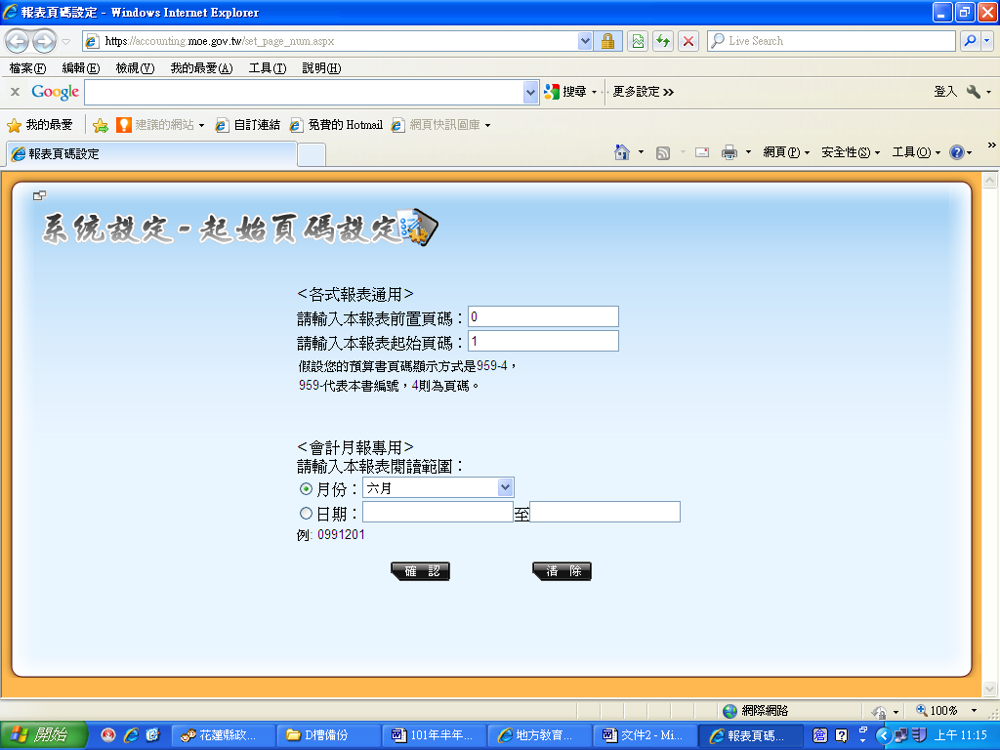 報表頁碼設定 - Windows Internet Explorer
https://accounting.moe.gov.tw/set_page_num.aspx
Live Search
檔案(F) 編輯(E) 檢視(V) 我的最愛(A) 工具(T) 說明(H)
x Google 搜尋 更多設定 >> 登入
我的最愛 建議的網站 自訂連結 免費的 Hotmail 網頁快訊圖庫
報表頁碼設定 網頁(P) 安全性(S) 工具(O) >>
系統設定-起始頁碼設定
<各式報表通用>
請輸入本報表前置頁碼：0
請輸入本報表起始頁碼：1
假設您的預算書頁碼顯示方式是959-4，
959-代表本書編號，4則為頁碼。
<會計月報專用>
請輸入本報表閱讀範圍：
月份：六月
日期： 至
例: 0991201
確 認 清 除
網際網路 100%
開始 花蓮縣政... D槽備份 101年半年... 地方教育... 交件2 - Mi... 報表頁碼... 上午 11:15